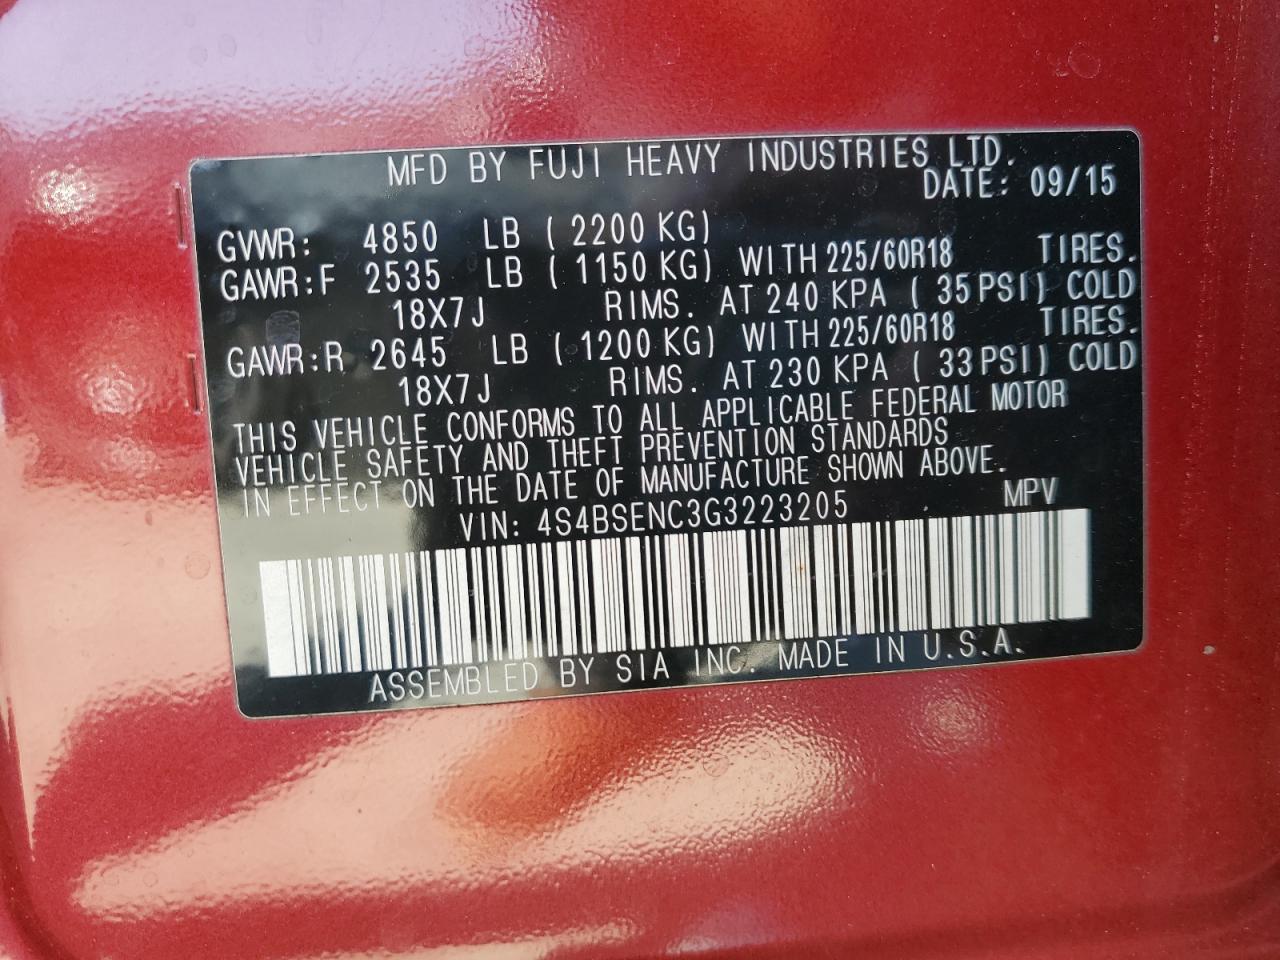 MFD BY FUJI HEAVY INDUSTRIES LTD.
DATE: 09/15
GVWR: 4850 LB ( 2200 KG)
GAWR:F 2535 LB ( 1150 KG) WITH 225/60R18 TIRES.
18X7J RIMS. AT 240 KPA ( 35 PSI) COLD
GAWR:R 2645 LB ( 1200 KG) WITH 225/60R18 TIRES.
18X7J RIMS. AT 230 KPA ( 33 PSI) COLD
THIS VEHICLE CONFORMS TO ALL APPLICABLE FEDERAL MOTOR
VEHICLE SAFETY AND THEFT PREVENTION STANDARDS
IN EFFECT ON THE DATE OF MANUFACTURE SHOWN ABOVE.
VIN: 4S4BSENC3G3223205 MPV
ASSEMBLED BY SIA INC. MADE IN U.S.A.